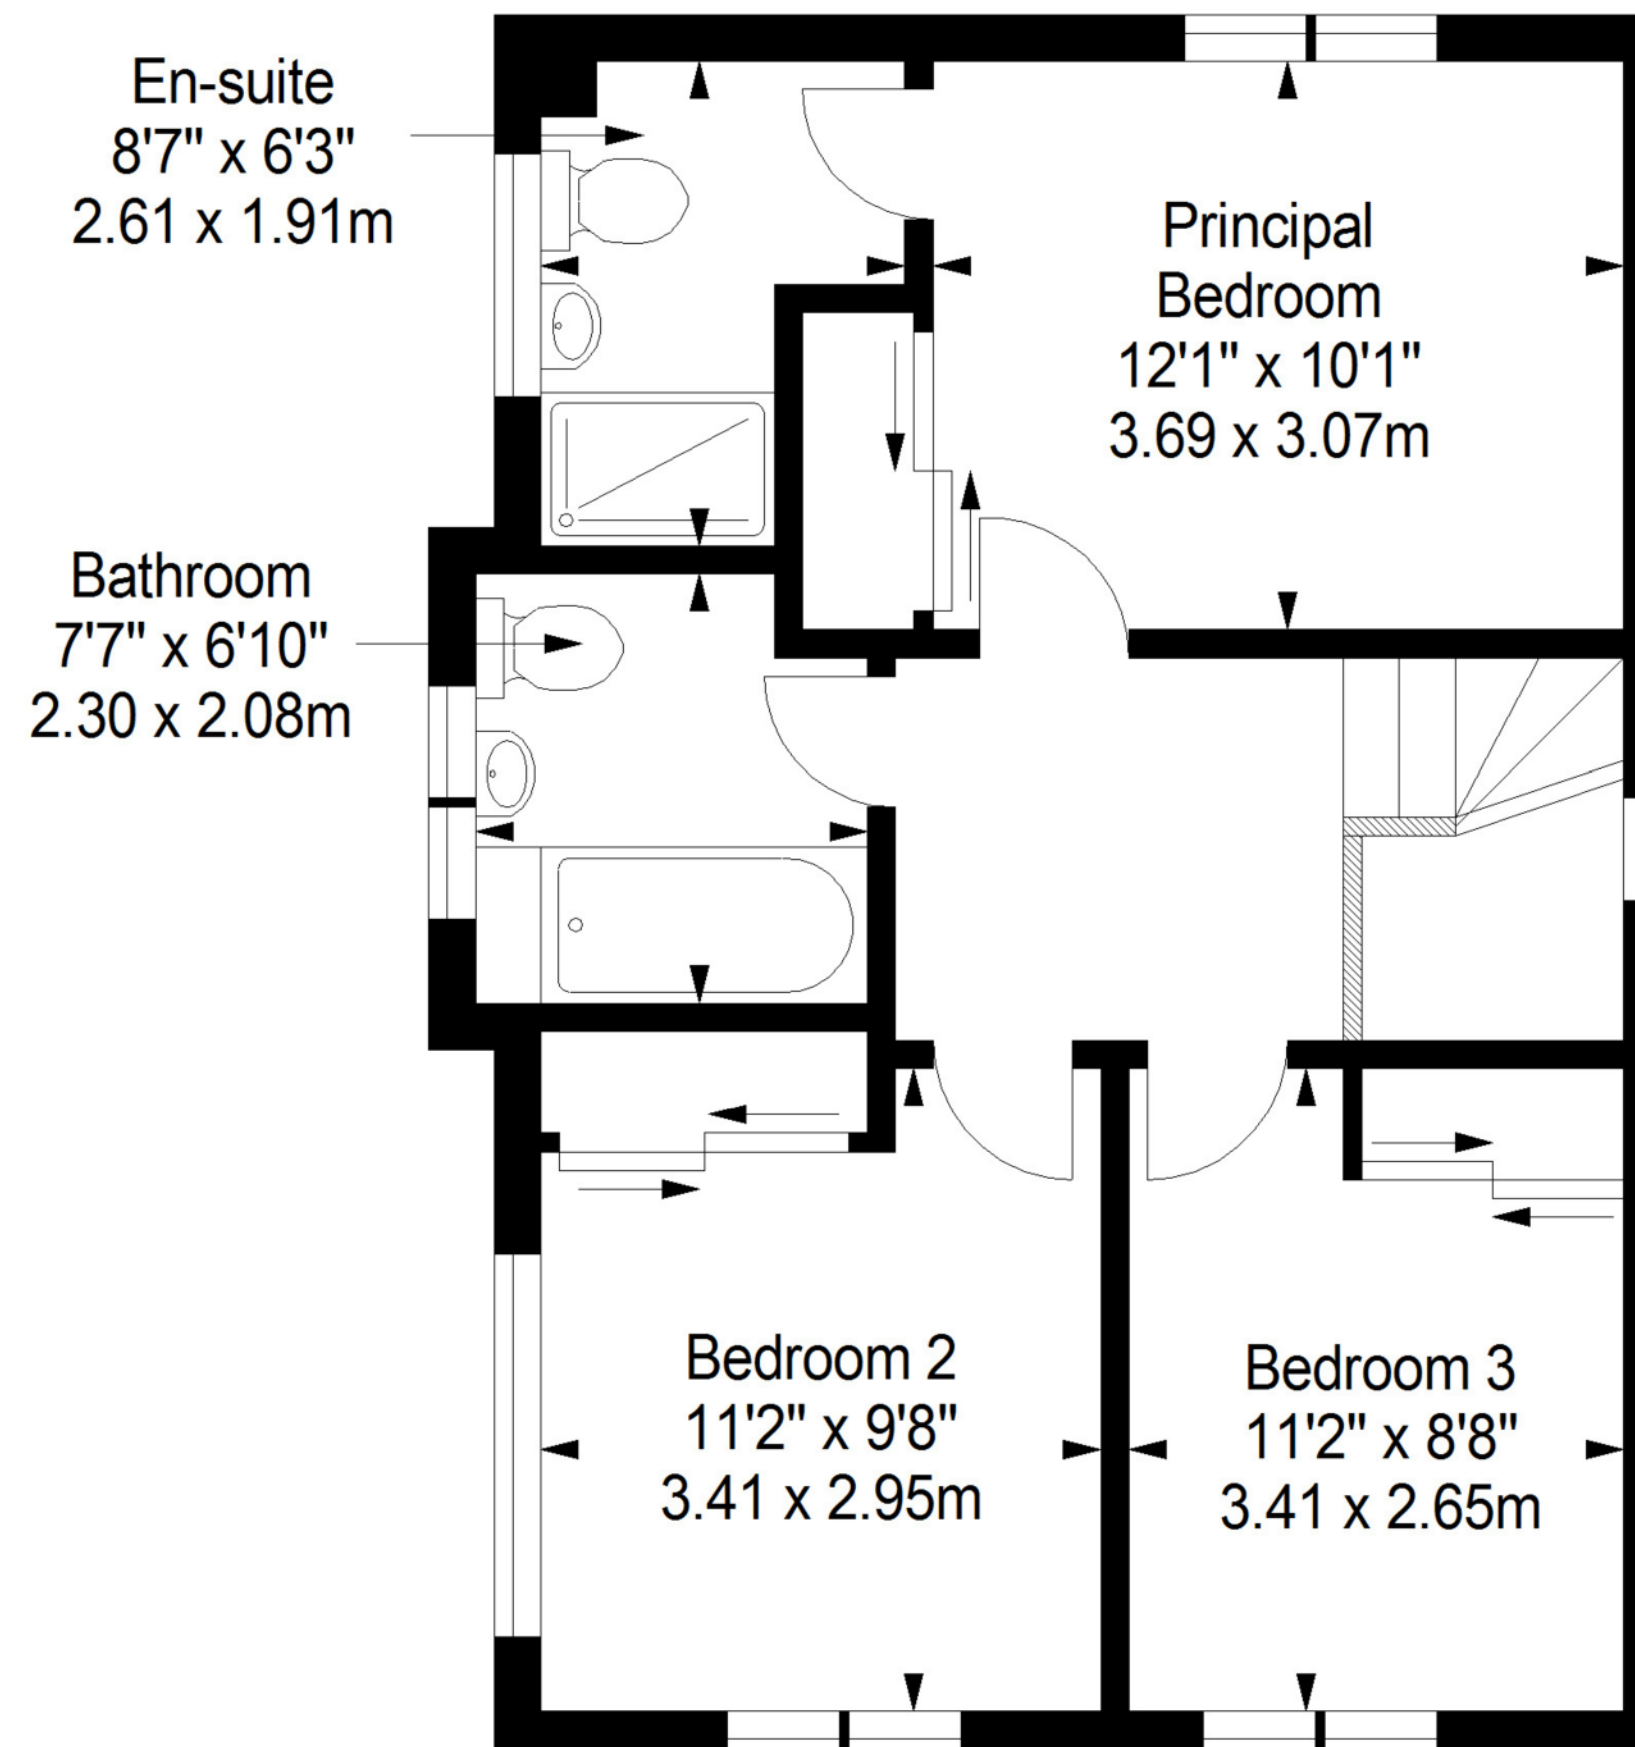 En-suite
8'7" x 6'3"
2.61 x 1.91m
Principal
Bedroom
12'1" x 10'1"
3.69 x 3.07m
Bathroom
7'7" x 6'10"
2.30 x 2.08m
Bedroom 2
11'2" x 9'8"
3.41 x 2.95m
Bedroom 3
11'2" x 8'8"
3.41 x 2.65m